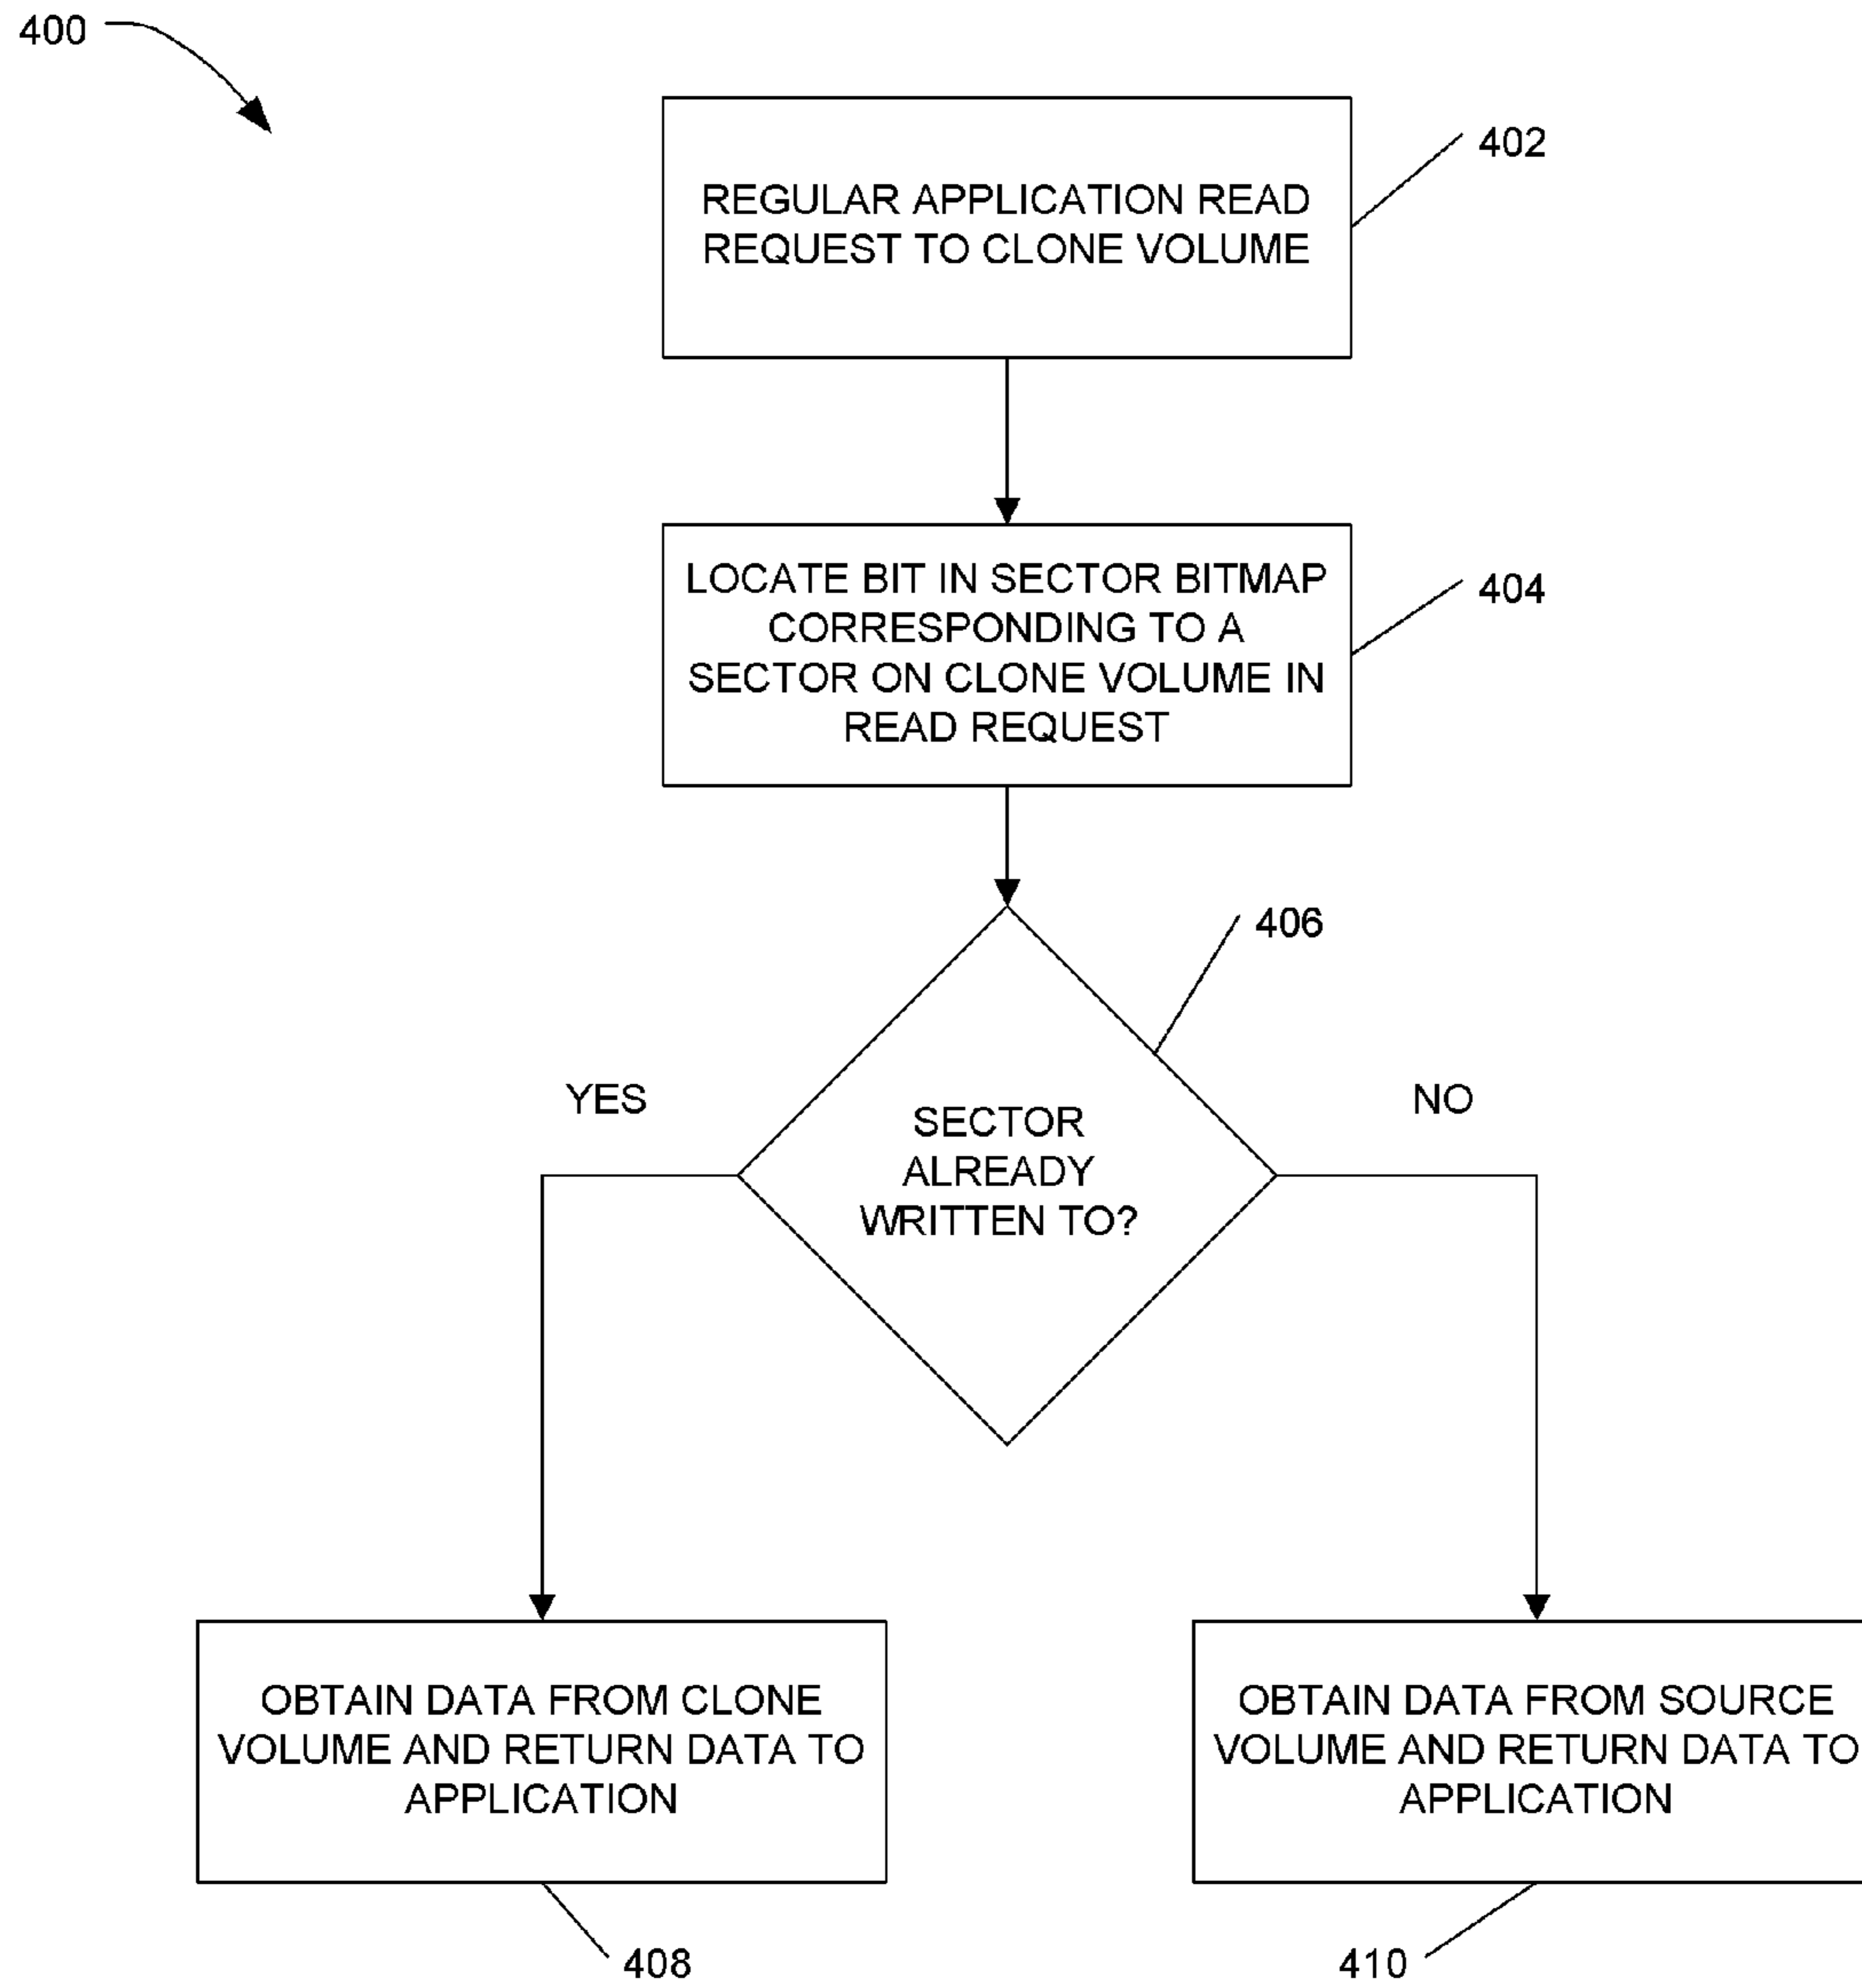 400
REGULAR APPLICATION READ
REQUEST TO CLONE VOLUME
402
LOCATE BIT IN SECTOR BITMAP
CORRESPONDING TO A
SECTOR ON CLONE VOLUME IN
READ REQUEST
404
406
YES
NO
SECTOR
ALREADY
WRITTEN TO?
OBTAIN DATA FROM CLONE
VOLUME AND RETURN DATA TO
APPLICATION
OBTAIN DATA FROM SOURCE
VOLUME AND RETURN DATA TO
APPLICATION
408
410